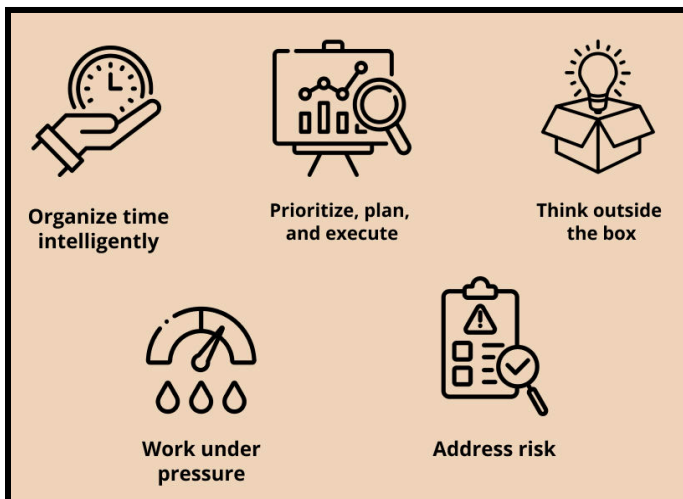 Organize time
intelligently
Prioritize, plan,
and execute
Think outside
the box
Work under
pressure
Address risk